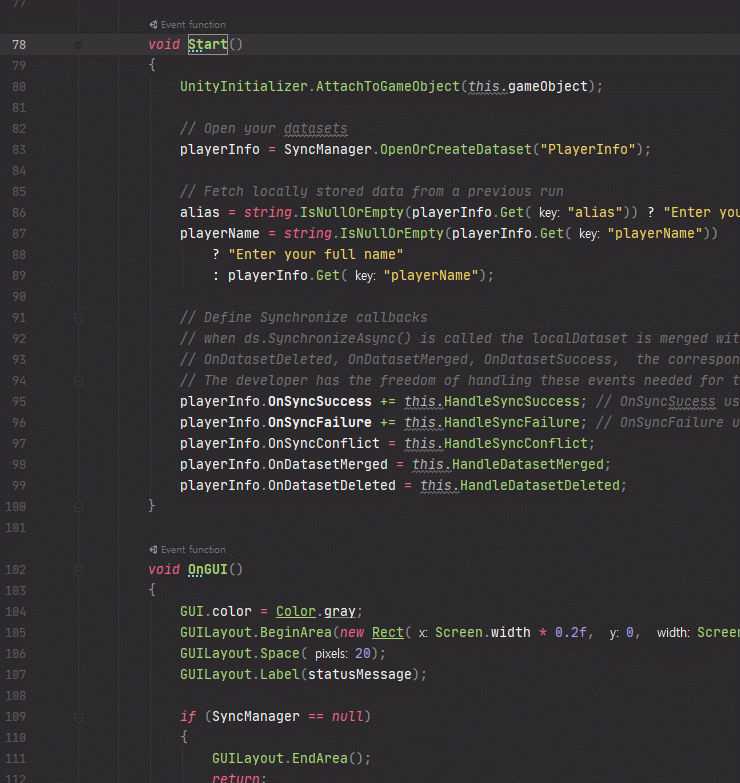 77
Event function
78 void Start()
79 {
80 UnityInitializer.AttachToGameObject(this.gameObject);
81
82 // Open your datasets
83 playerInfo = SyncManager.OpenOrCreateDataset("PlayerInfo");
84
85 // Fetch locally stored data from a previous run
86 alias = string.IsNullOrEmpty(playerInfo.Get( key: "alias")) ? "Enter you
87 playerName = string.IsNullOrEmpty(playerInfo.Get( key: "playerName"))
88 ? "Enter your full name"
89 : playerInfo.Get( key: "playerName");
90
91 // Define Synchronize callbacks
92 // when ds.SynchronizeAsync() is called the localDataset is merged wit
93 // OnDatasetDeleted, OnDatasetMerged, OnDatasetSuccess,  the correspon
94 // The developer has the freedom of handling these events needed for t
95 playerInfo.OnSyncSuccess += this.HandleSyncSuccess; // OnSyncSucess us
96 playerInfo.OnSyncFailure += this.HandleSyncFailure; // OnSyncFailure u
97 playerInfo.OnSyncConflict = this.HandleSyncConflict;
98 playerInfo.OnDatasetMerged = this.HandleDatasetMerged;
99 playerInfo.OnDatasetDeleted = this.HandleDatasetDeleted;
100 }
101
Event function
102 void OnGUI()
103 {
104 GUI.color = Color.gray;
105 GUILayout.BeginArea(new Rect( x: Screen.width * 0.2f, y: 0, width: Screen
106 GUILayout.Space( pixels: 20);
107 GUILayout.Label(statusMessage);
108
109 if (SyncManager == null)
110 {
111 GUILayout.EndArea();
112 return;